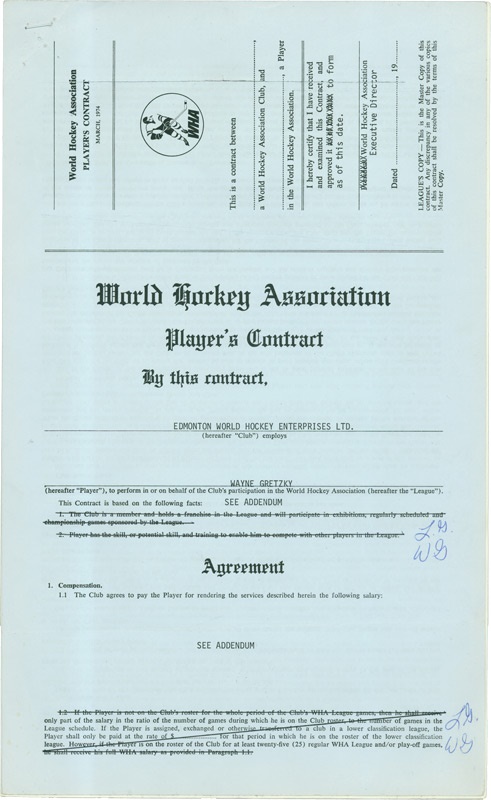 World Hockey Association
PLAYER'S CONTRACT
MARCH, 1974
WHA
This is a contract between
a World Hockey Association Club, and
a Player
in the World Hockey Association.
I hereby certify that I have received
and examined this Contract, and
approved it to form
as of this date.
World Hockey Association
Executive Director
Dated , 19
LEAGUE'S COPY — This is the Master Copy of this
contract. Any discrepancy in any of the various copies
of this contract shall be resolved by the terms of this
Master Copy.
World Hockey Association
Player's Contract
By this contract,
EDMONTON WORLD HOCKEY ENTERPRISES LTD.
(hereafter "Club") employs
WAYNE GRETZKY
(hereafter "Player"), to perform in or on behalf of the Club's participation in the World Hockey Association (hereafter the "League").
This Contract is based on the following facts: SEE ADDENDUM
1. The Club is a member and holds a franchise in the League and will participate in exhibitions, regularly scheduled and
championship games sponsored by the League.
2. Player has the skill, or potential skill, and training to enable him to compete with other players in the League.
WG
Agreement
1. Compensation.
1.1 The Club agrees to pay the Player for rendering the services described herein the following salary:
SEE ADDENDUM
1.2 If the Player is not on the Club's roster for the whole period of the Club's WHA League games, then he shall receive
only part of the salary in the ratio of the number of games during which he is on the Club roster, to the number of games in the
League schedule. If the Player is assigned, exchanged or otherwise transferred to a club in a lower classification league, the
Player shall only be paid at the rate of $ for that period in which he is on the roster of the lower classification
league. However, if the Player is on the roster of the Club for at least twenty-five (25) regular WHA League and/or play-off games,
he shall receive his full WHA salary as provided in Paragraph 1.1.
WG